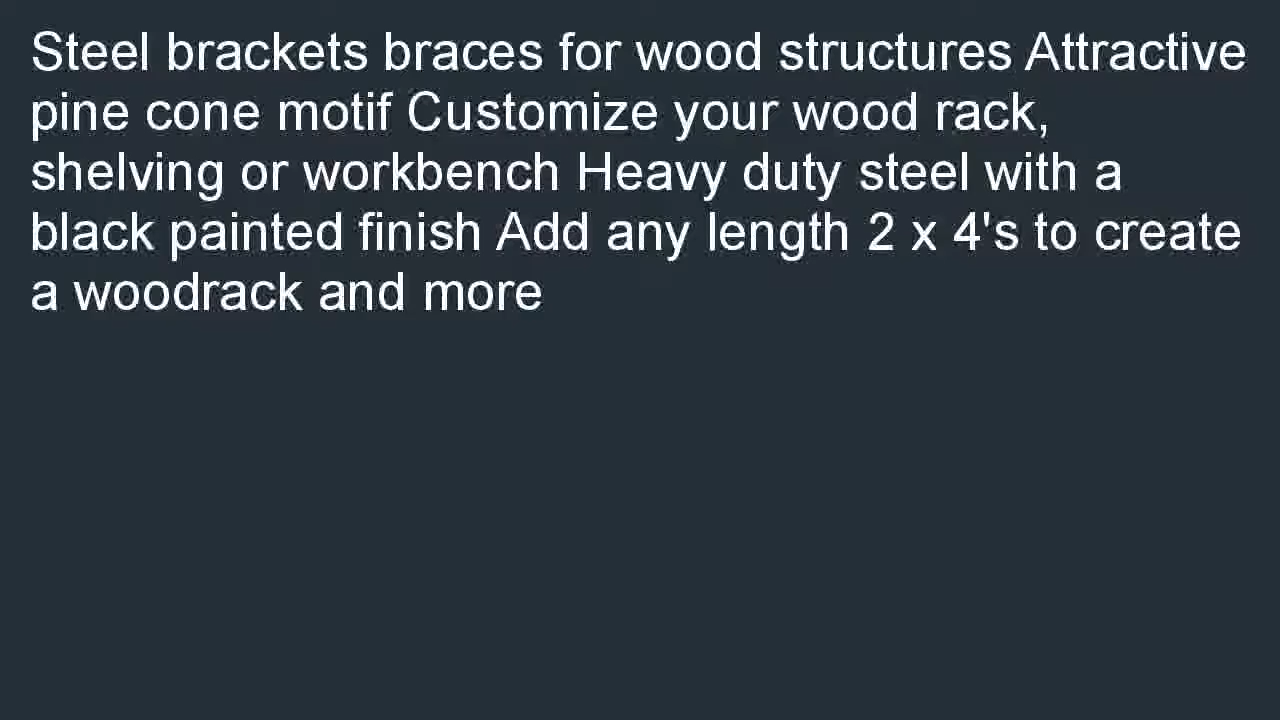 Steel brackets braces for wood structures Attractive
pine cone motif Customize your wood rack,
shelving or workbench Heavy duty steel with a
black painted finish Add any length 2 x 4's to create
a woodrack and more